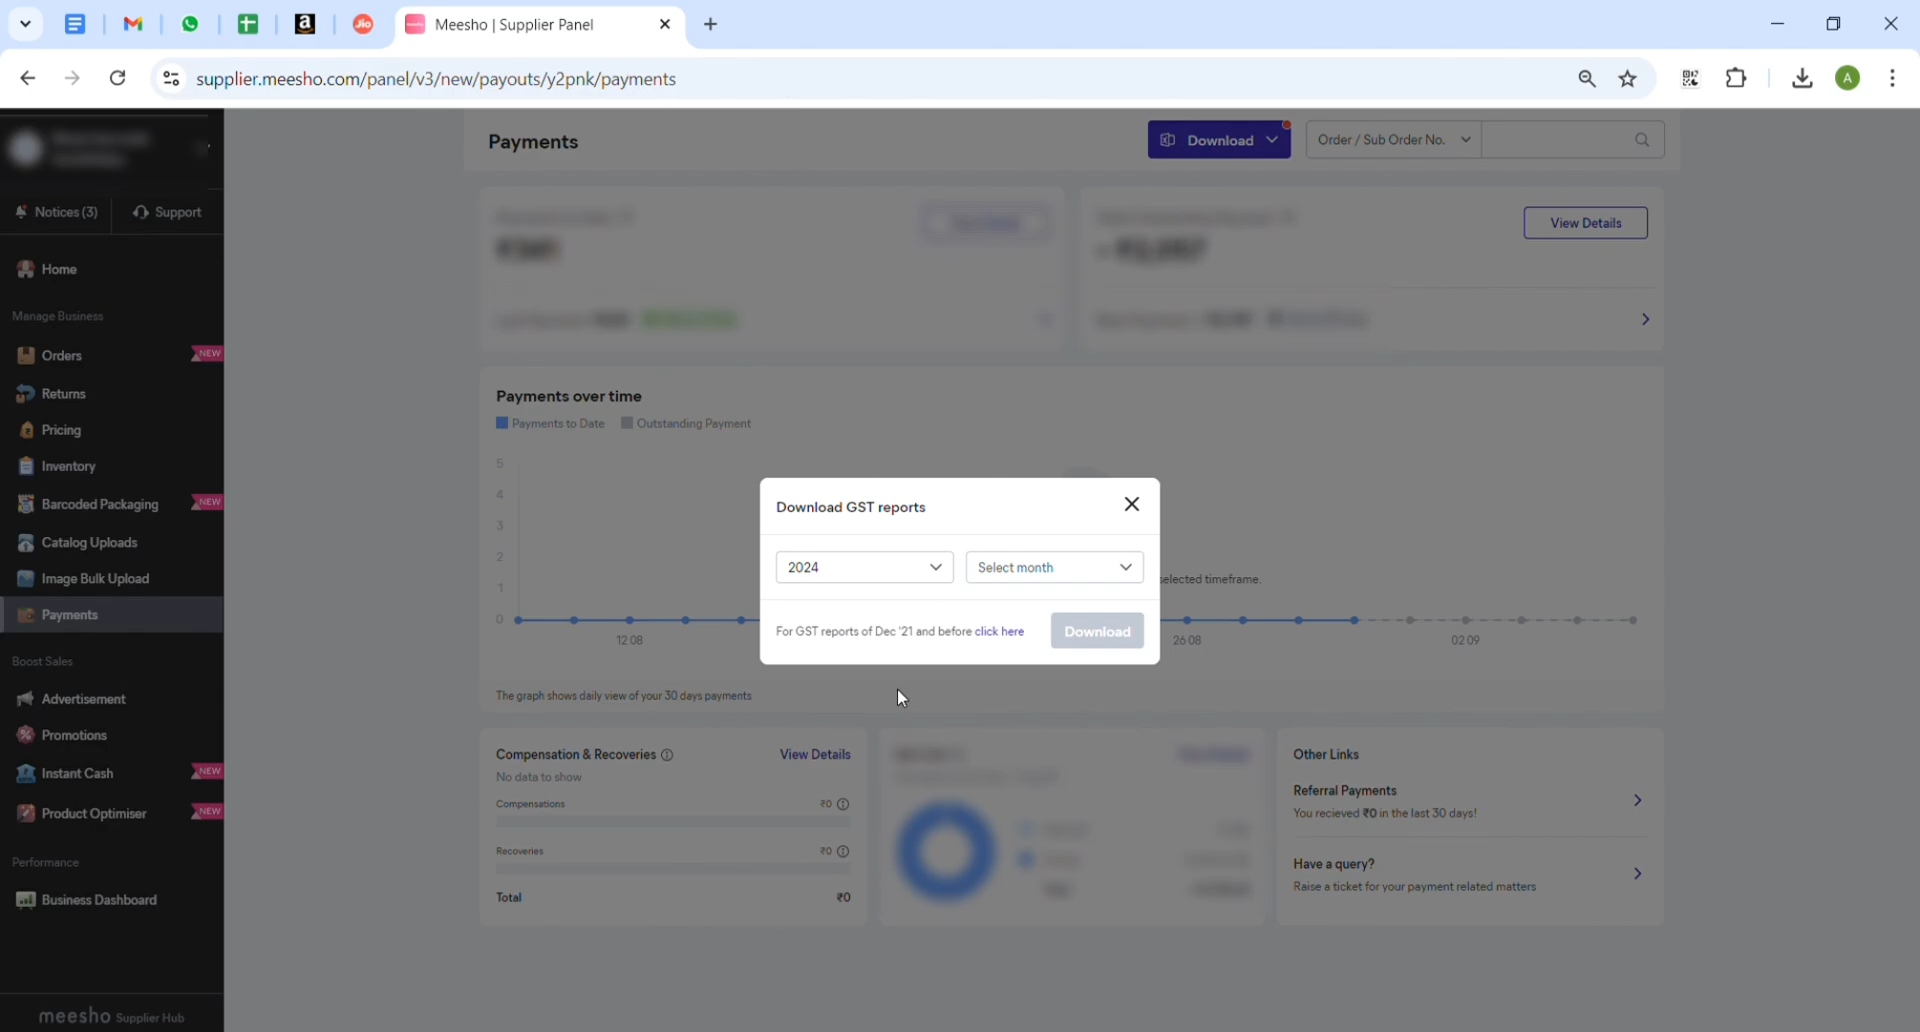 Meesho | Supplier Panel
supplier.meesho.com/panel/v3/new/payouts/y2pnk/payments
A
Payments
Download
Order / Sub Order No.
Notices (3)
Support
View Details
Home
Manage Business
Orders
NEW
Returns
Pricing
Inventory
Barcoded Packaging
NEW
Catalog Uploads
Image Bulk Upload
Payments
Boost Sales
Advertisement
Promotions
Instant Cash
NEW
Product Optimiser
NEW
Performance
Business Dashboard
meesho Supplier Hub
Payments over time
Payments to Date
Outstanding Payment
5
4
3
2
1
0
12 08
26 08
02 09
selected timeframe.
The graph shows daily view of your 30 days payments
Download GST reports
2024
Select month
For GST reports of Dec '21 and before click here
Download
Compensation & Recoveries
View Details
No data to show
Compensations
₹0
Recoveries
₹0
Total
₹0
Other Links
Referral Payments
You recieved ₹0 in the last 30 days!
Have a query?
Raise a ticket for your payment related matters